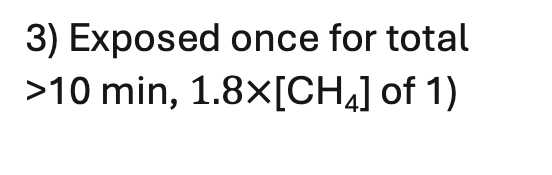 3) Exposed once for total
>10 min, 1.8×[CH₄] of 1)